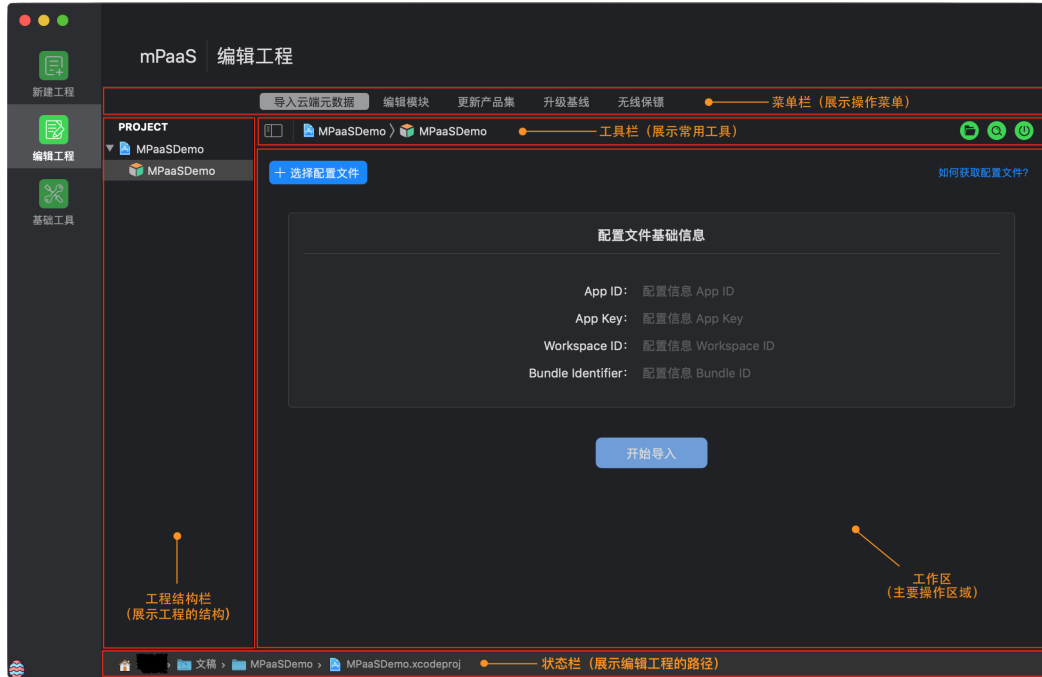 mPaaS 编辑工程
新建工程
编辑工程
基础工具
导入云端元数据 编辑模块 更新产品集 升级基线 无线保镖 菜单栏（展示操作菜单）
PROJECT
MPaaSDemo
MPaaSDemo
MPaaSDemo 〉 MPaaSDemo 工具栏（展示常用工具）
+ 选择配置文件 如何获取配置文件?
配置文件基础信息
App ID: 配置信息 App ID
App Key: 配置信息 App Key
Workspace ID: 配置信息 Workspace ID
Bundle Identifier: 配置信息 Bundle ID
开始导入
工程结构栏
（展示工程的结构）
工作区
（主要操作区域）
› 文稿 › MPaaSDemo › MPaaSDemo.xcodeproj 状态栏（展示编辑工程的路径）